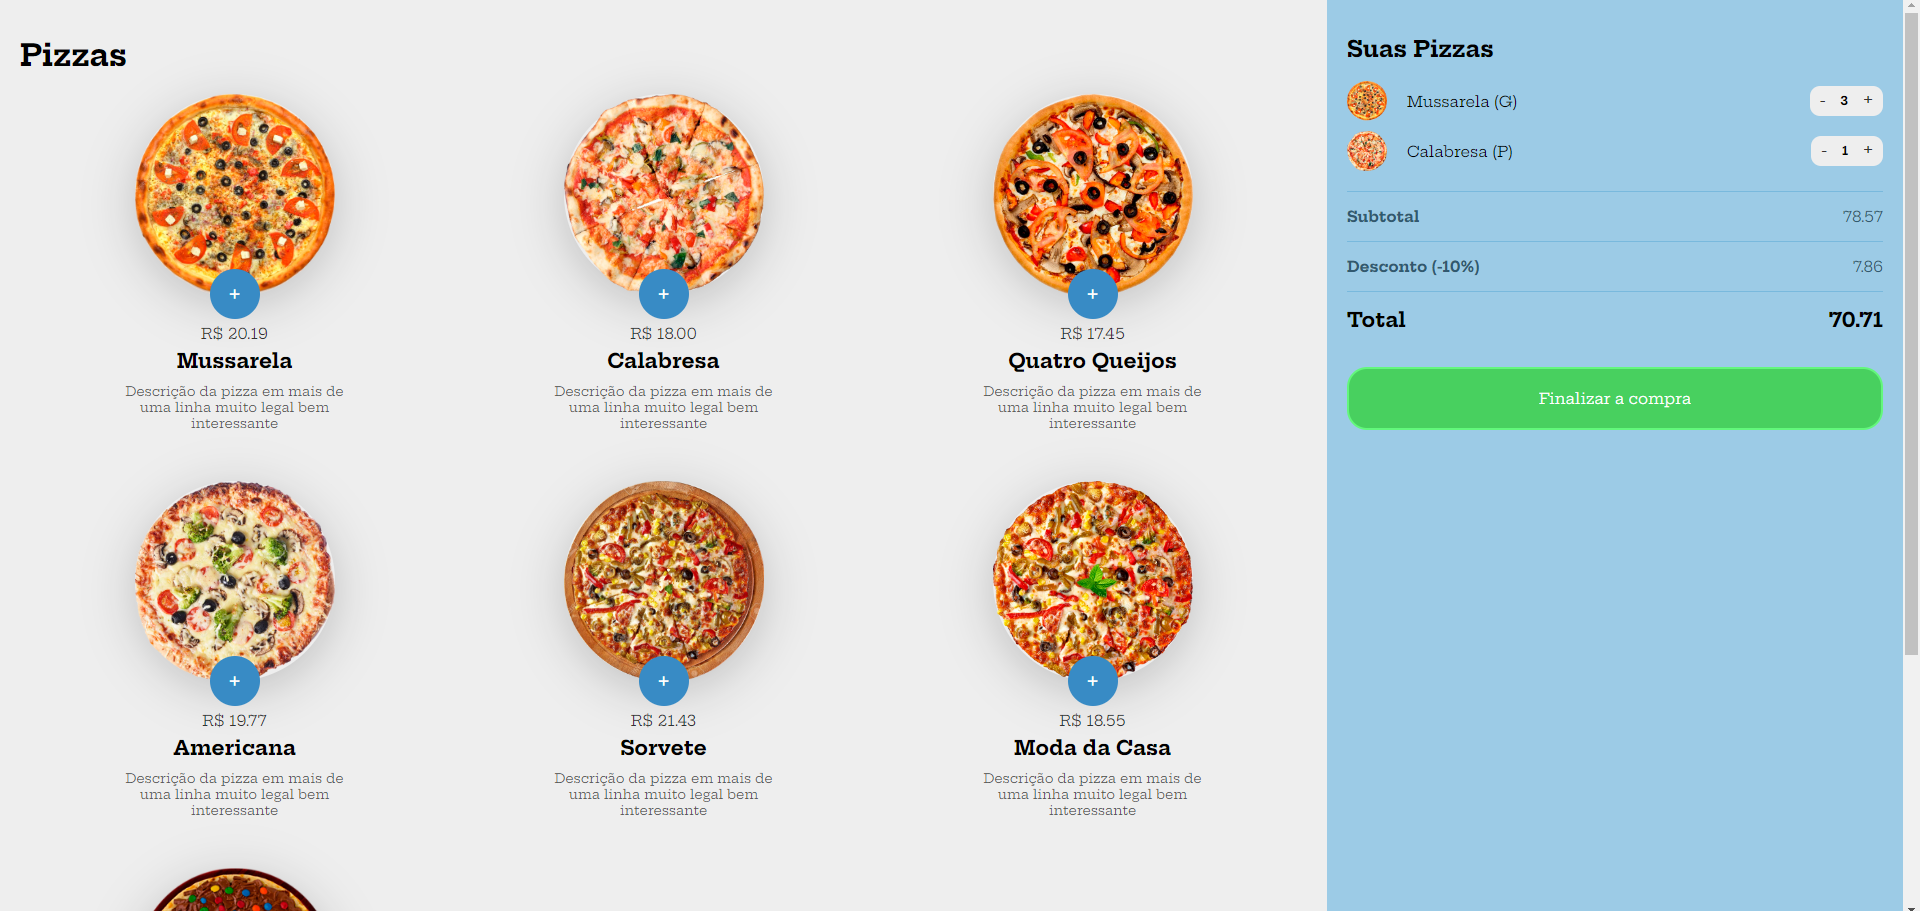 Pizzas
+
+
+
R$ 20.19
R$ 18.00
R$ 17.45
Mussarela
Calabresa
Quatro Queijos
Descrição da pizza em mais de
uma linha muito legal bem
interessante
Descrição da pizza em mais de
uma linha muito legal bem
interessante
Descrição da pizza em mais de
uma linha muito legal bem
interessante
+
+
+
R$ 19.77
R$ 21.43
R$ 18.55
Americana
Sorvete
Moda da Casa
Descrição da pizza em mais de
uma linha muito legal bem
interessante
Descrição da pizza em mais de
uma linha muito legal bem
interessante
Descrição da pizza em mais de
uma linha muito legal bem
interessante
Suas Pizzas
Mussarela (G) - 3 +
Calabresa (P) - 1 +
Subtotal 78.57
Desconto (-10%) 7.86
Total 70.71
Finalizar a compra